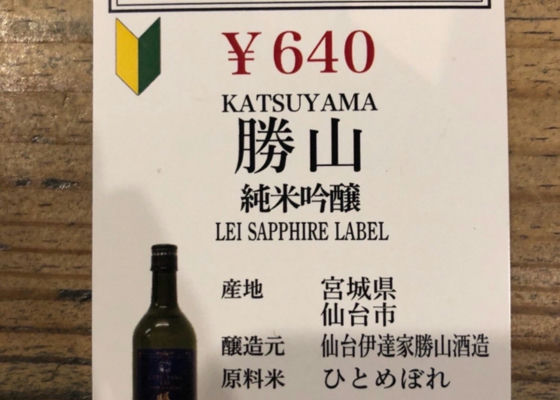 ¥640
KATSUYAMA
勝山
純米吟醸
LEI SAPPHIRE LABEL
産地 宮城県
仙台市
醸造元 仙台伊達家勝山酒造
原料米 ひとめぼれ